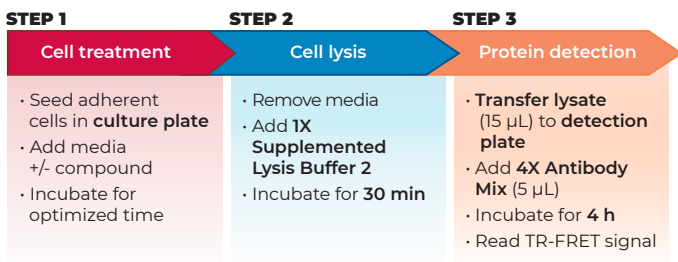 STEP 1
Cell treatment
· Seed adherent
cells in culture plate
· Add media
+/- compound
· Incubate for
optimized time
STEP 2
Cell lysis
· Remove media
· Add 1X
Supplemented
Lysis Buffer 2
· Incubate for 30 min
STEP 3
Protein detection
· Transfer lysate
(15 µL) to detection
plate
· Add 4X Antibody
Mix (5 µL)
· Incubate for 4 h
· Read TR-FRET signal